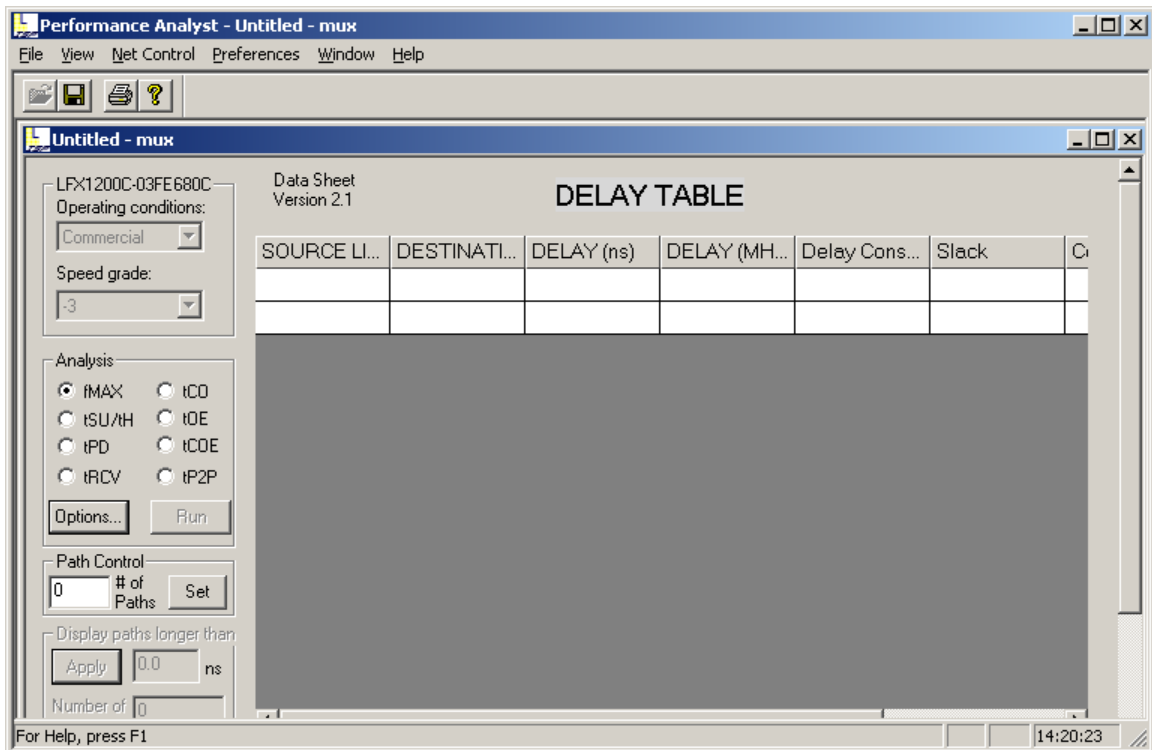 Performance Analyst - Untitled - mux
File View Net Control Preferences Window Help
Untitled - mux
LFX1200C-03FE680C
Operating conditions:
Commercial
Speed grade:
-3
Data Sheet
Version 2.1
DELAY TABLE
SOURCE LI... DESTINATI... DELAY (ns) DELAY (MH... Delay Cons... Slack
Analysis
fMAX tCO
tSU/tH tOE
tPD tCOE
tRCV tP2P
Options... Run
Path Control
0 # of Paths Set
Display paths longer than
Apply 0.0 ns
Number of 0
For Help, press F1 14:20:23